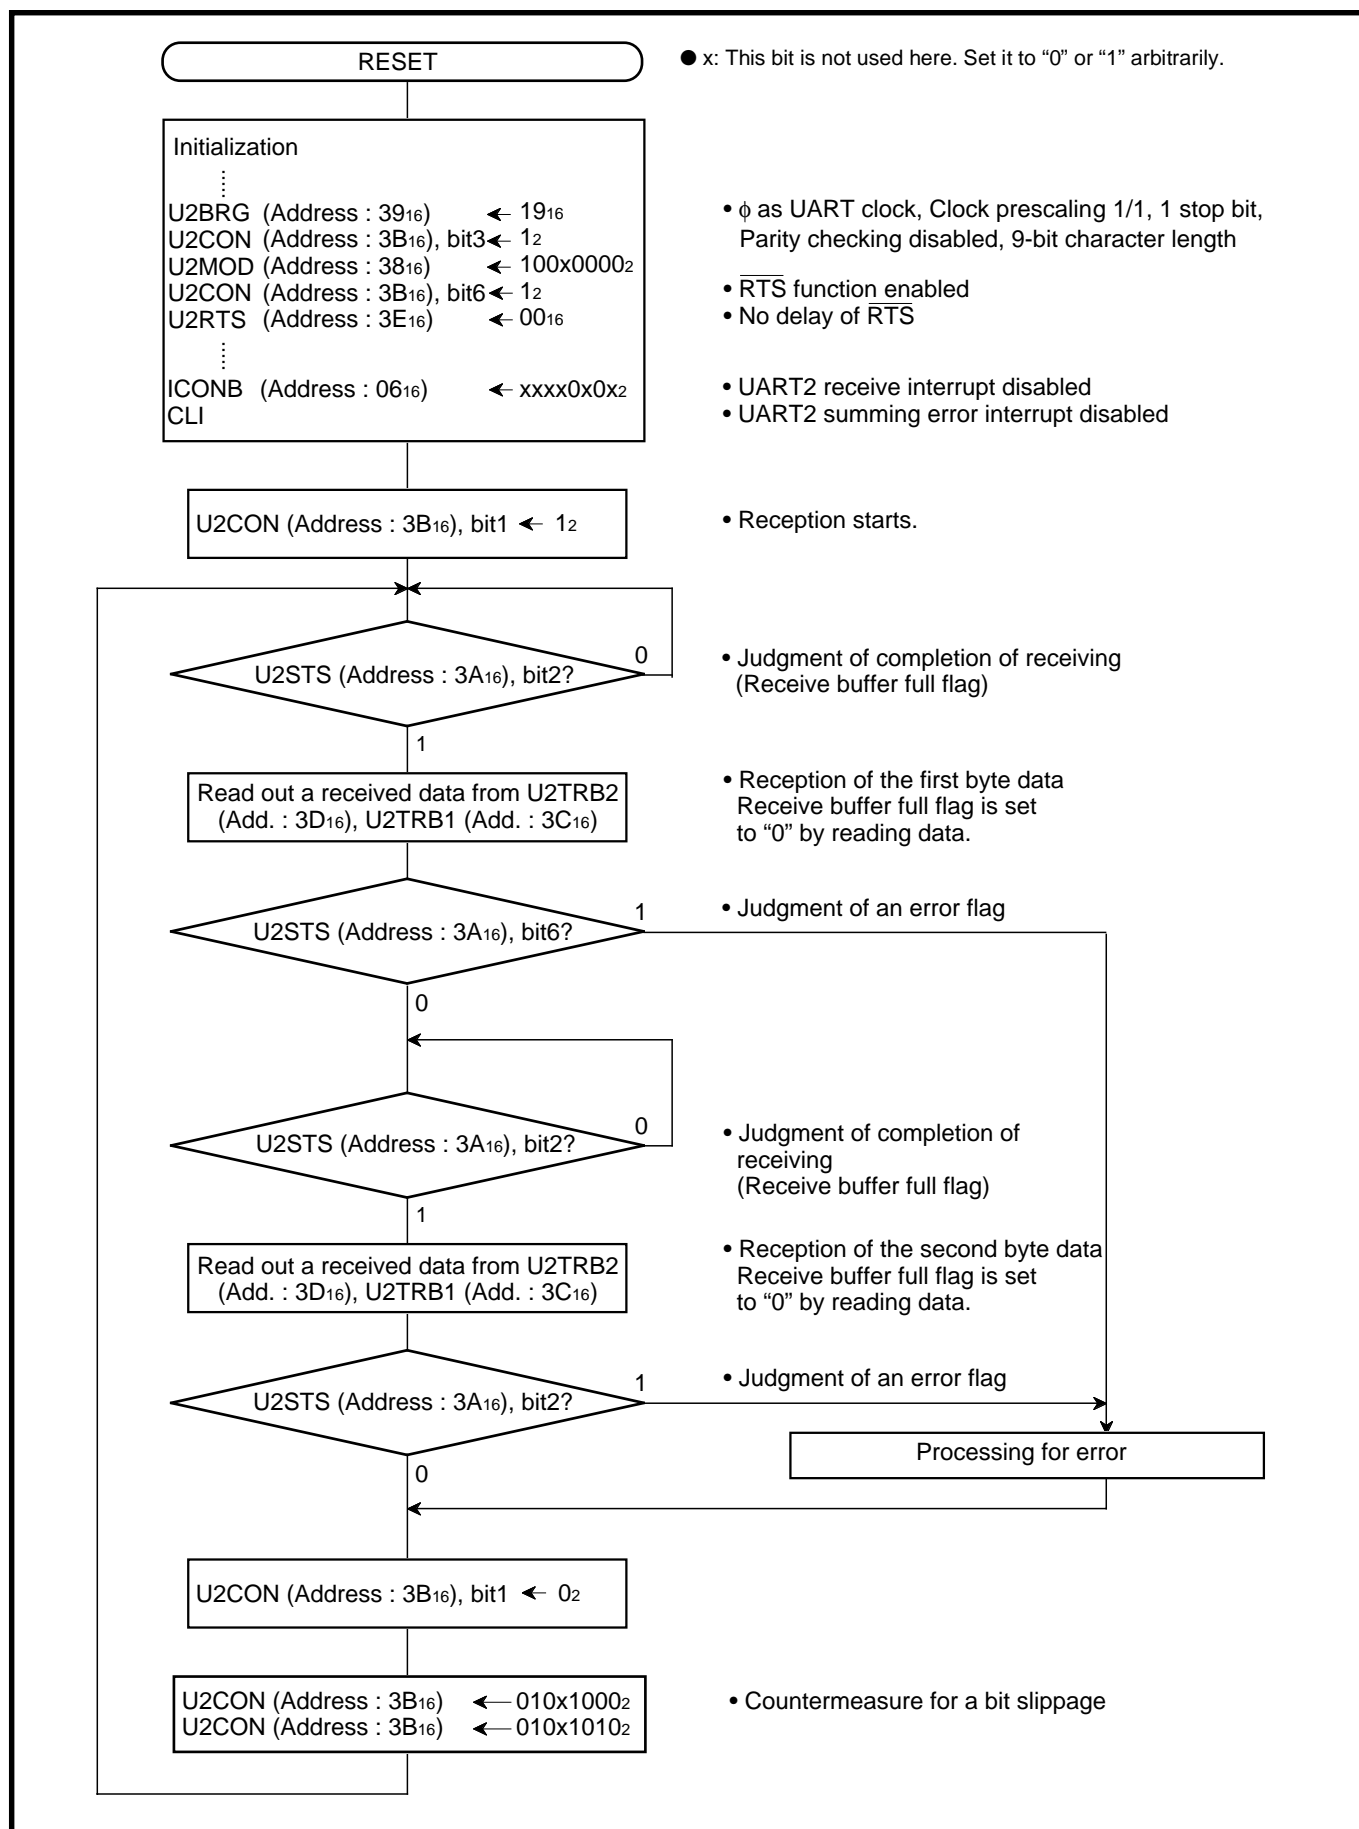 RESET
● x: This bit is not used here. Set it to “0” or “1” arbitrarily.
Initialization
U2BRG (Address : 3916) ← 1916
• ϕ as UART clock, Clock prescaling 1/1, 1 stop bit,
U2CON (Address : 3B16), bit3 ← 12
Parity checking disabled, 9-bit character length
U2MOD (Address : 3816) ← 100x00002
U2CON (Address : 3B16), bit6 ← 12
• RTS function enabled
U2RTS (Address : 3E16) ← 0016
• No delay of RTS
ICONB (Address : 0616) ← xxxx0x0x2
• UART2 receive interrupt disabled
CLI
• UART2 summing error interrupt disabled
U2CON (Address : 3B16), bit1 ← 12
• Reception starts.
U2STS (Address : 3A16), bit2?
0
• Judgment of completion of receiving
(Receive buffer full flag)
1
Read out a received data from U2TRB2
(Add. : 3D16), U2TRB1 (Add. : 3C16)
• Reception of the first byte data
Receive buffer full flag is set
to “0” by reading data.
U2STS (Address : 3A16), bit6?
1
• Judgment of an error flag
0
U2STS (Address : 3A16), bit2?
0
• Judgment of completion of
receiving
(Receive buffer full flag)
1
Read out a received data from U2TRB2
(Add. : 3D16), U2TRB1 (Add. : 3C16)
• Reception of the second byte data
Receive buffer full flag is set
to “0” by reading data.
U2STS (Address : 3A16), bit2?
1
• Judgment of an error flag
Processing for error
0
U2CON (Address : 3B16), bit1 ← 02
U2CON (Address : 3B16) ← 010x10002
U2CON (Address : 3B16) ← 010x10102
• Countermeasure for a bit slippage